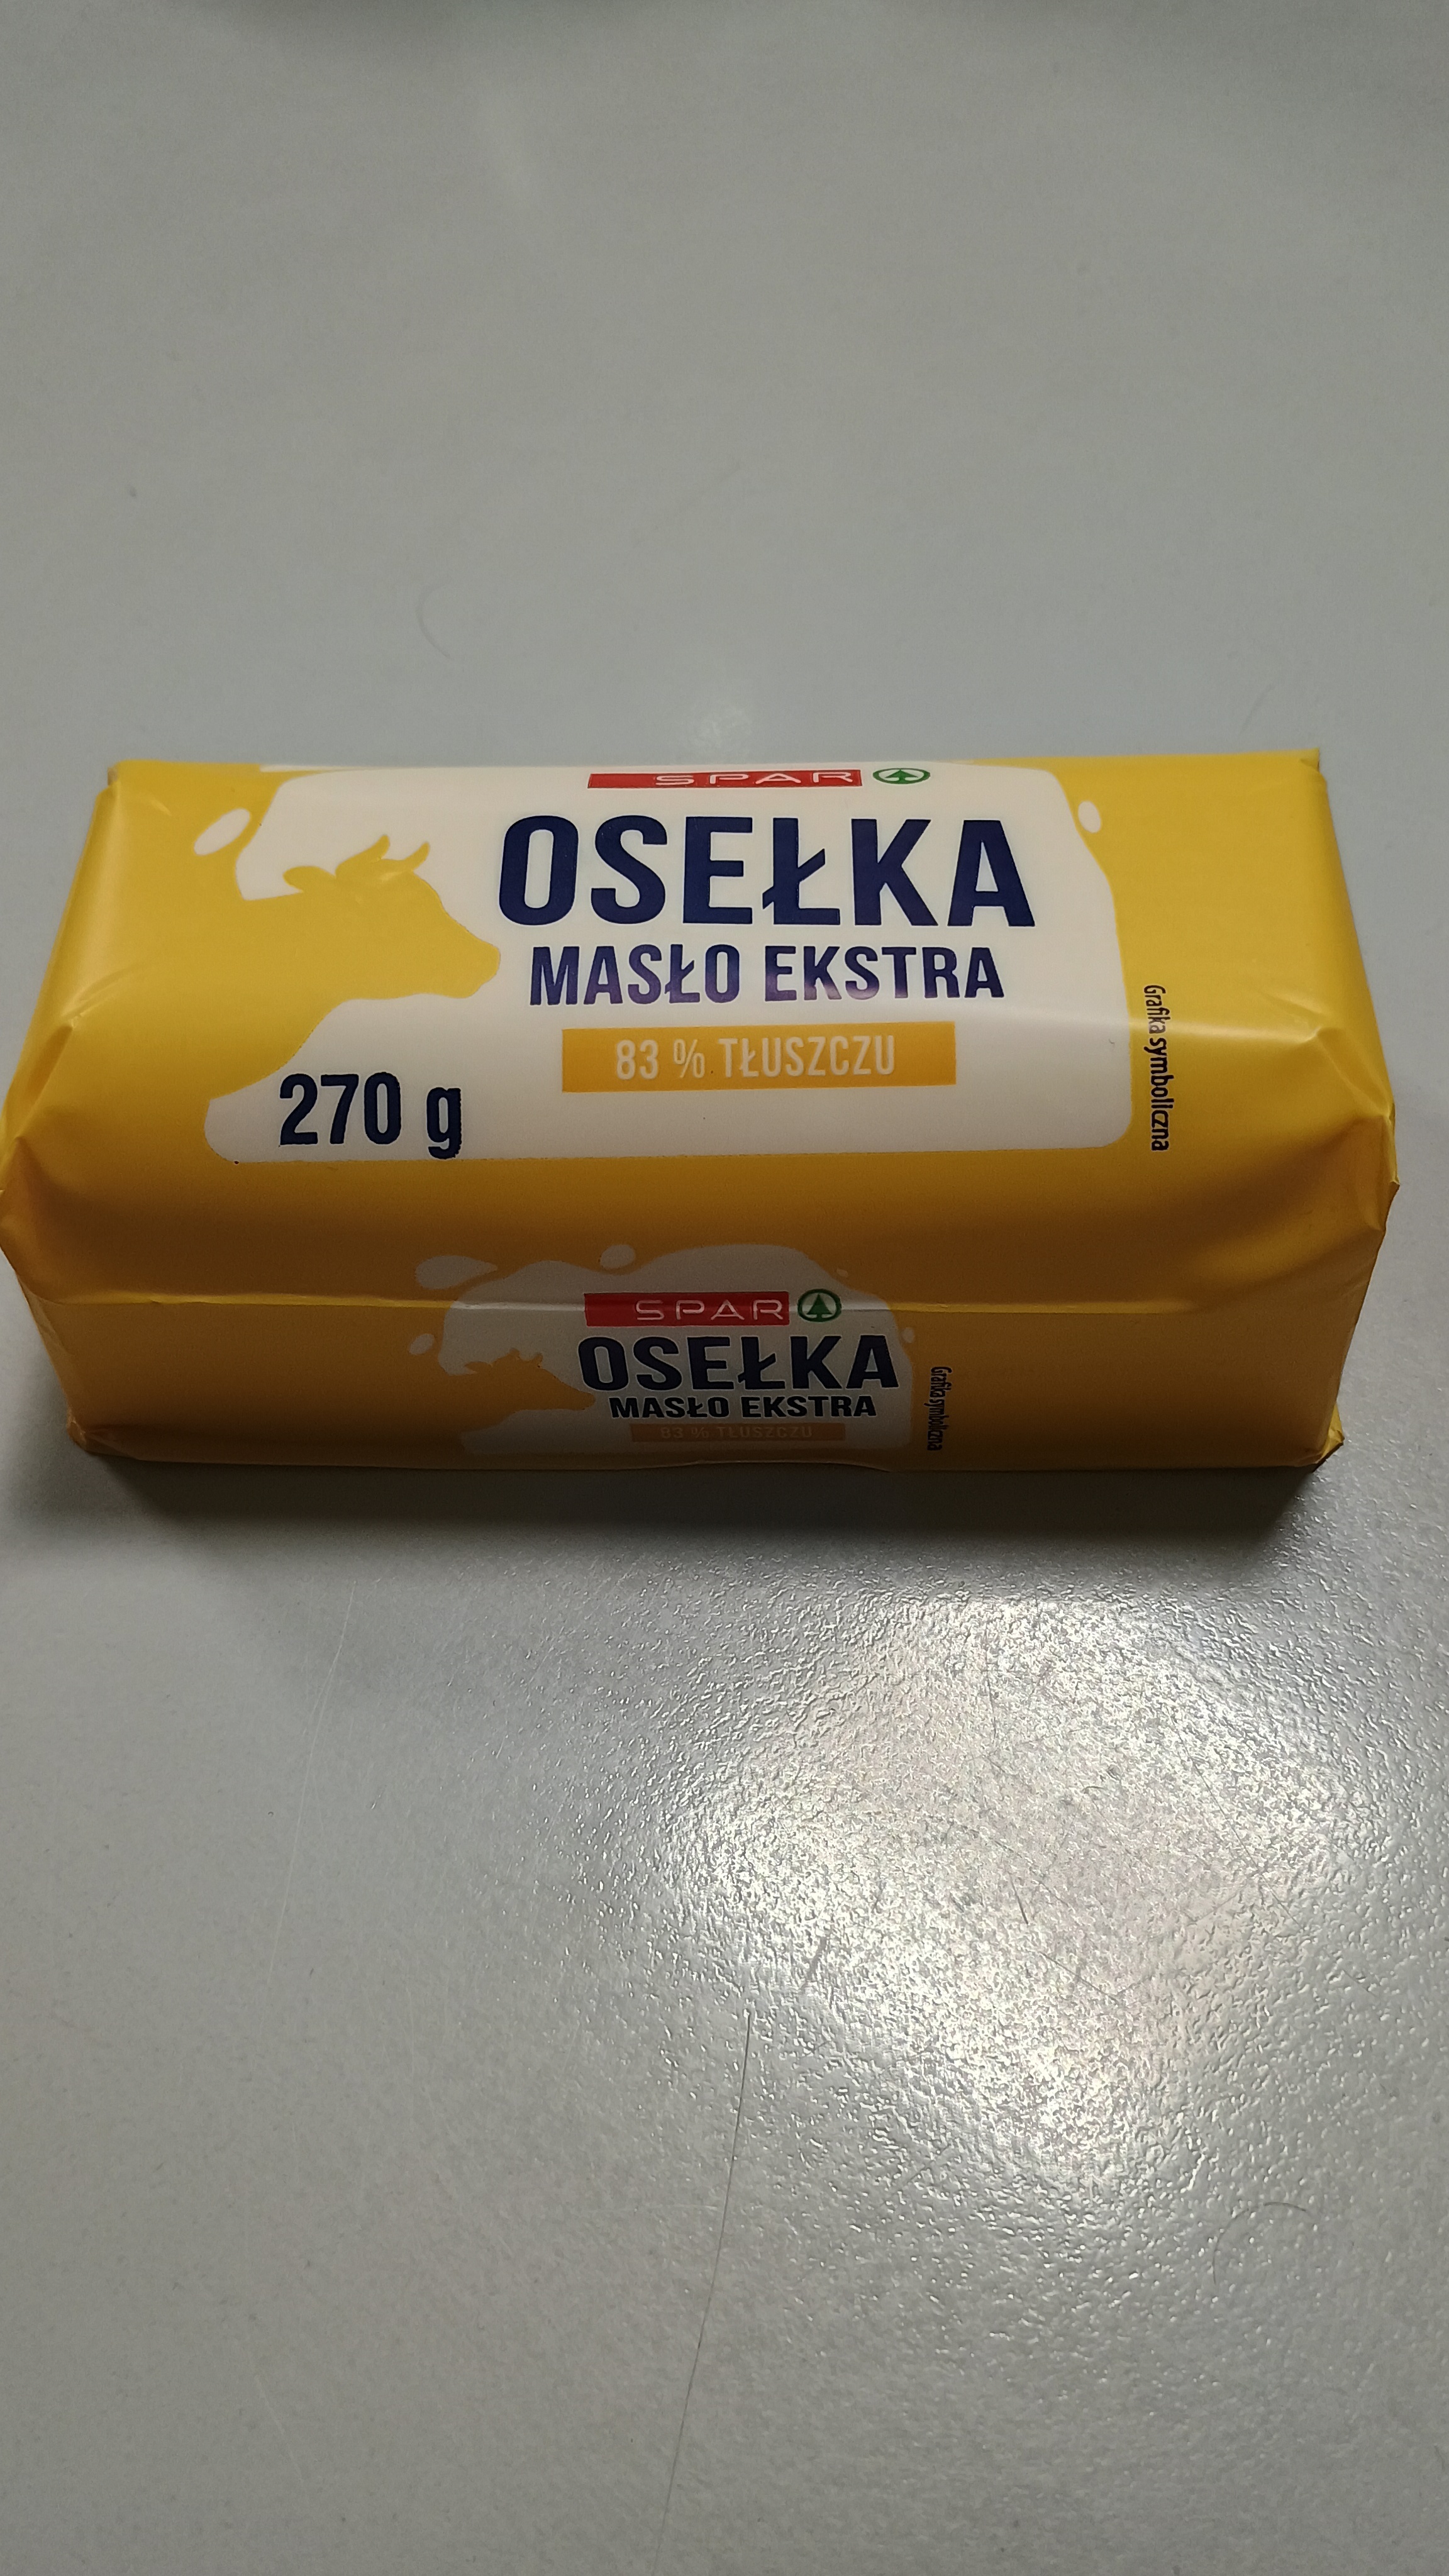 SPAR
OSEŁKA
MASŁO EKSTRA
83 % TŁUSZCZU
270 g
Grafika symboliczna
SPAR
OSEŁKA
MASŁO EKSTRA
83 % TŁUSZCZU
Grafika symboliczna